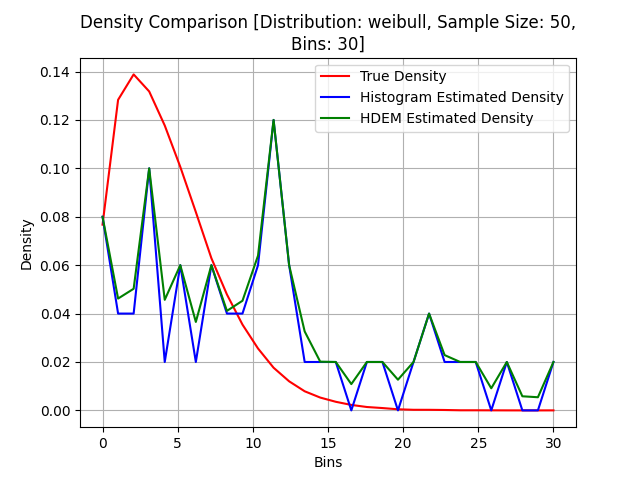 Density Comparison [Distribution: weibull, Sample Size: 50,
Bins: 30]
True Density
Histogram Estimated Density
HDEM Estimated Density
Density
0.14
0.12
0.10
0.08
0.06
0.04
0.02
0.00
0 5 10 15 20 25 30
Bins